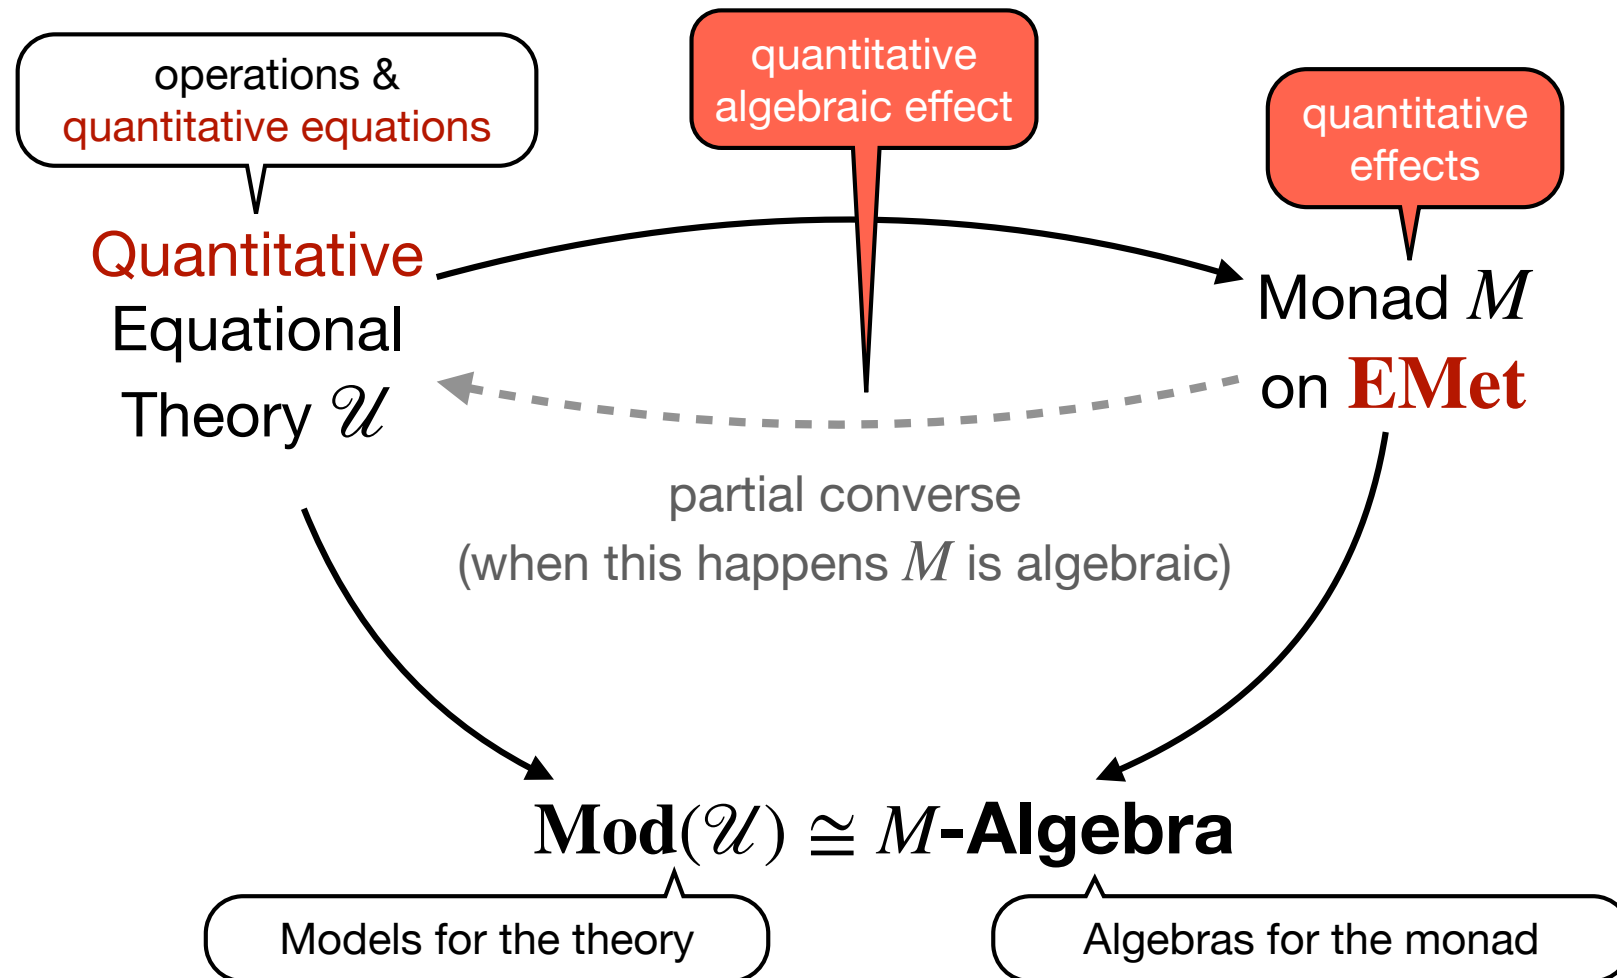 operations &
quantitative equations
quantitative
algebraic effect
quantitative
effects
Quantitative
Equational
Theory 𝒰
Monad M
on EMet
partial converse
(when this happens M is algebraic)
Mod(𝒰) ≅ M-Algebra
Models for the theory
Algebras for the monad